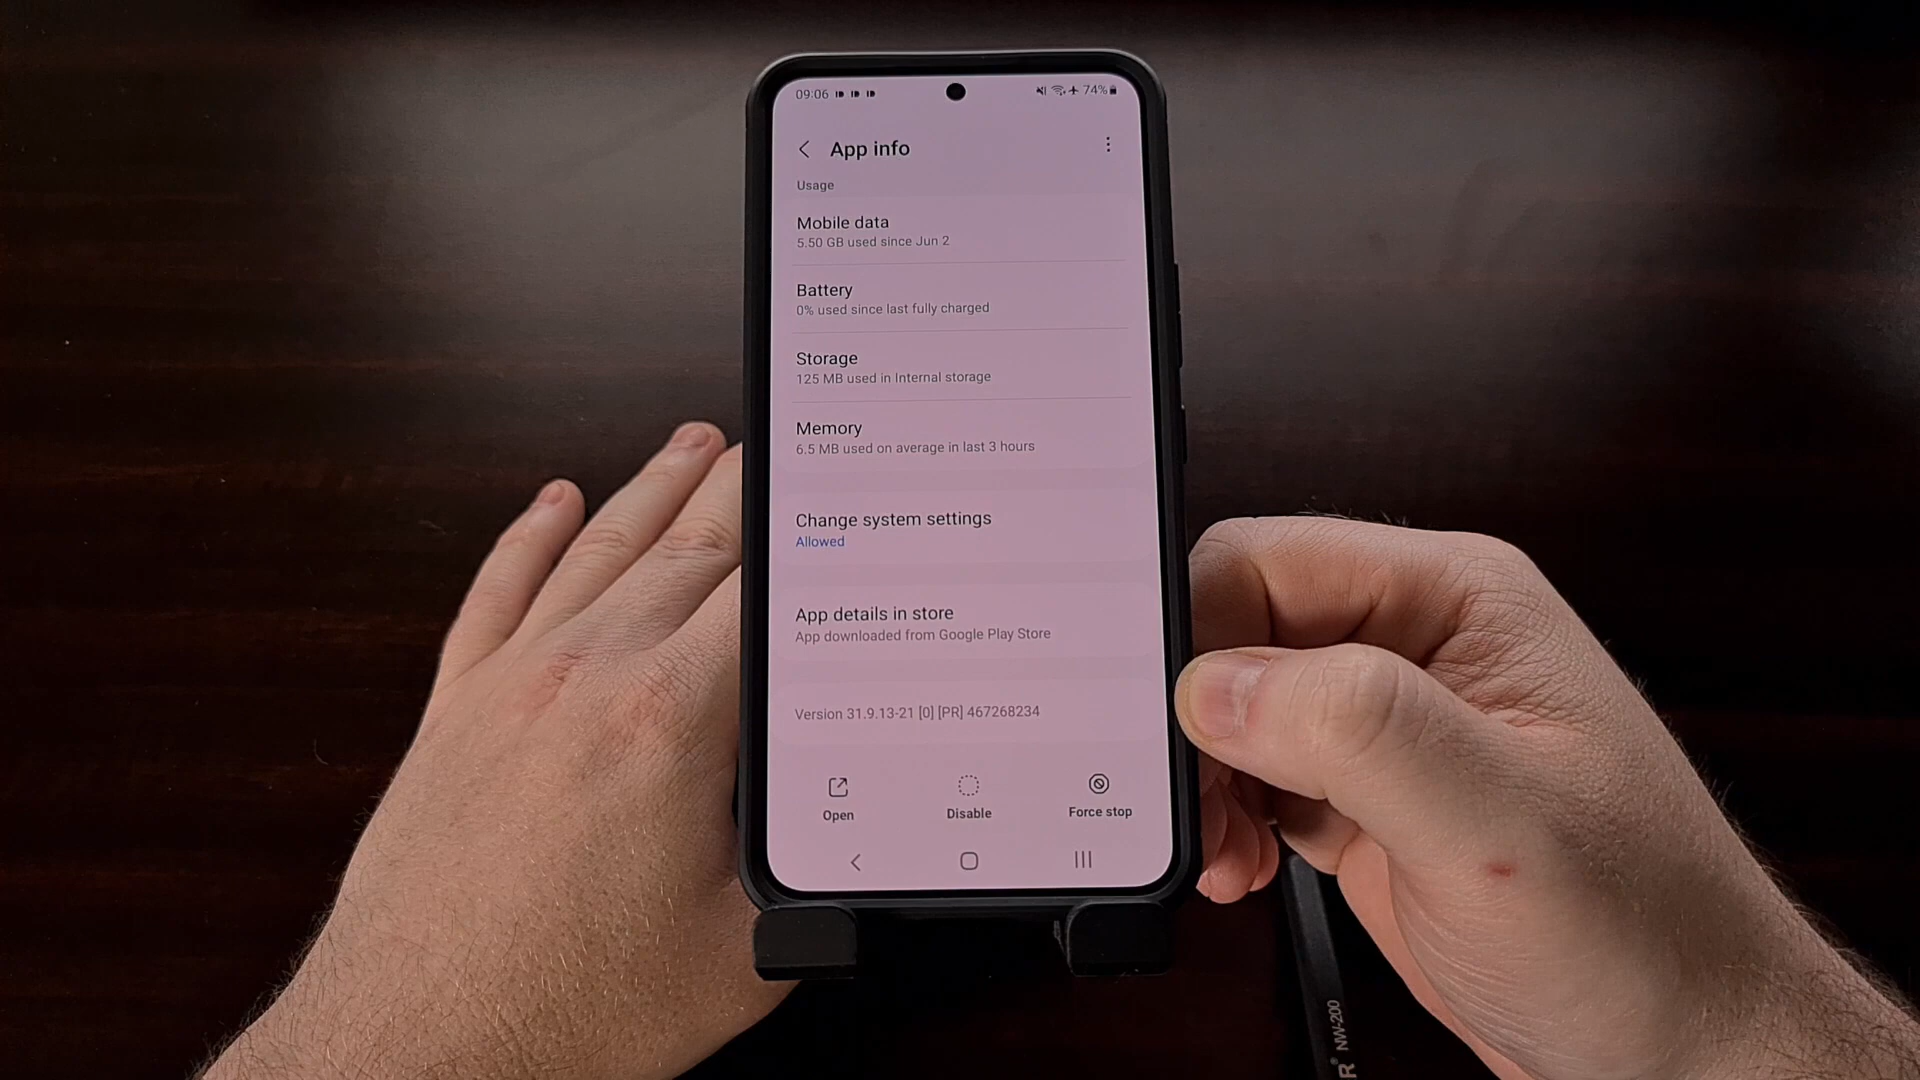 09:06
74%
App info
Usage
Mobile data
5.50 GB used since Jun 2
Battery
0% used since last fully charged
Storage
125 MB used in Internal storage
Memory
6.5 MB used on average in last 3 hours
Change system settings
Allowed
App details in store
App downloaded from Google Play Store
Version 31.9.13-21 [0] [PR] 467268234
Open
Disable
Force stop
R® NW-200